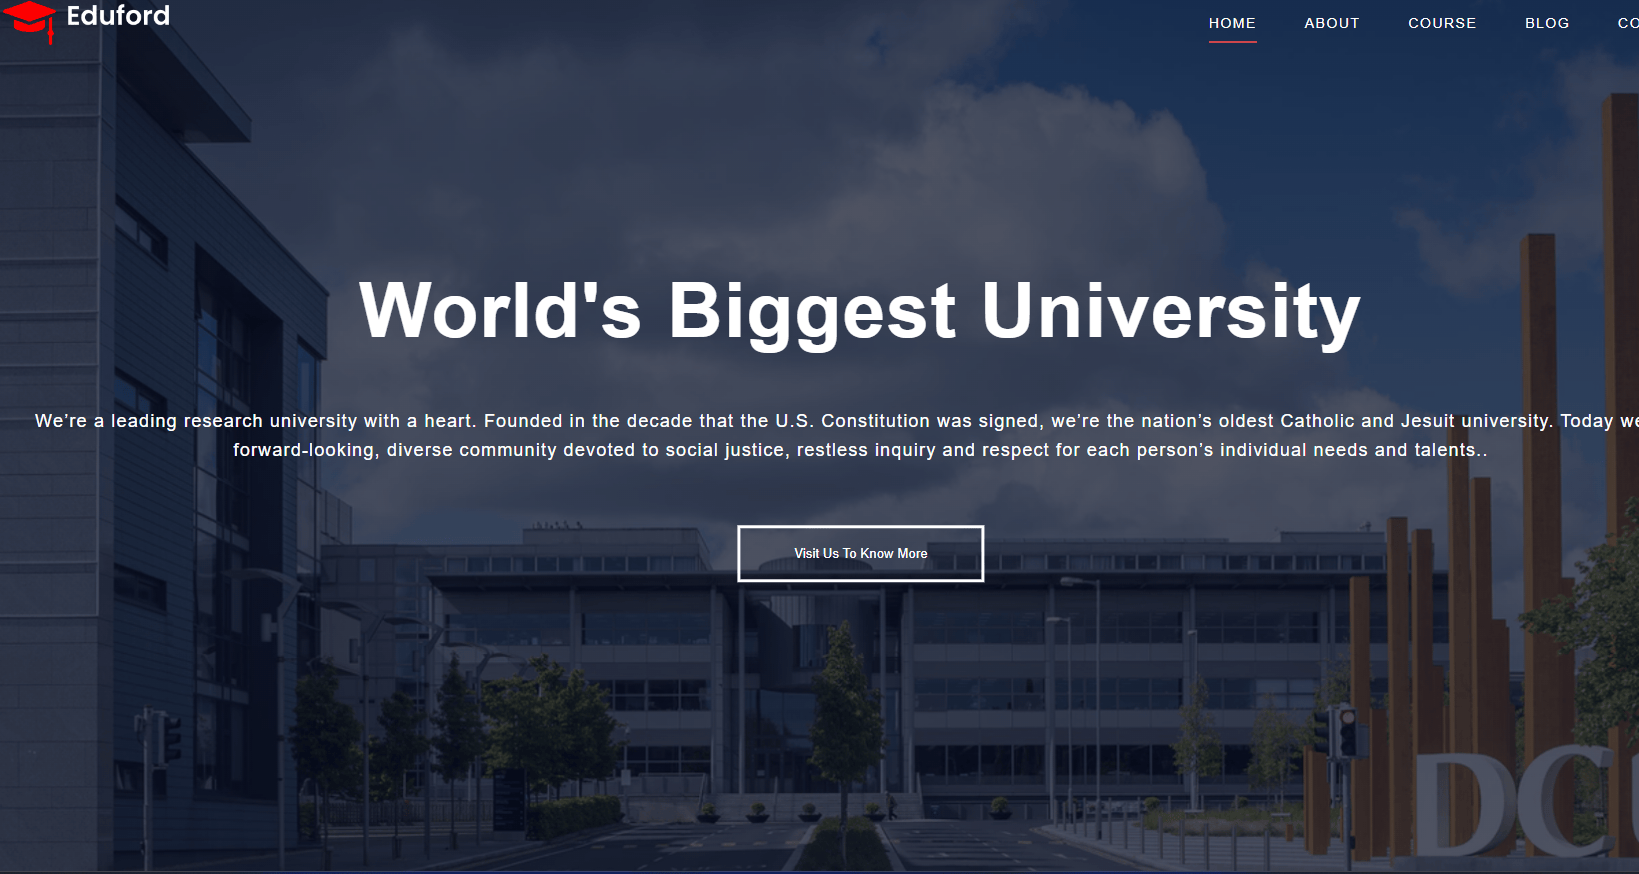 Eduford
HOME ABOUT COURSE BLOG
World's Biggest University
We’re a leading research university with a heart. Founded in the decade that the U.S. Constitution was signed, we’re the nation’s oldest Catholic and Jesuit university. Today we
forward-looking, diverse community devoted to social justice, restless inquiry and respect for each person’s individual needs and talents..
Visit Us To Know More
DC